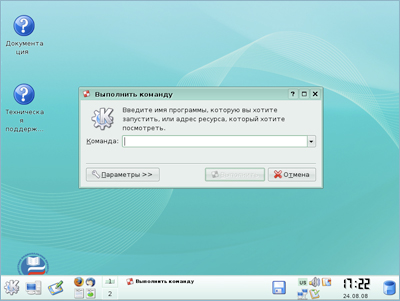 Документа
ция
Техническа
я
поддерж..
Выполнить команду
Введите имя программы, которую вы хотите
запустить, или адрес ресурса, который хотите
посмотреть.
Команда:
Параметры >>
Отмена
1
2
Выполнить команду
us
17:22
24.08.08